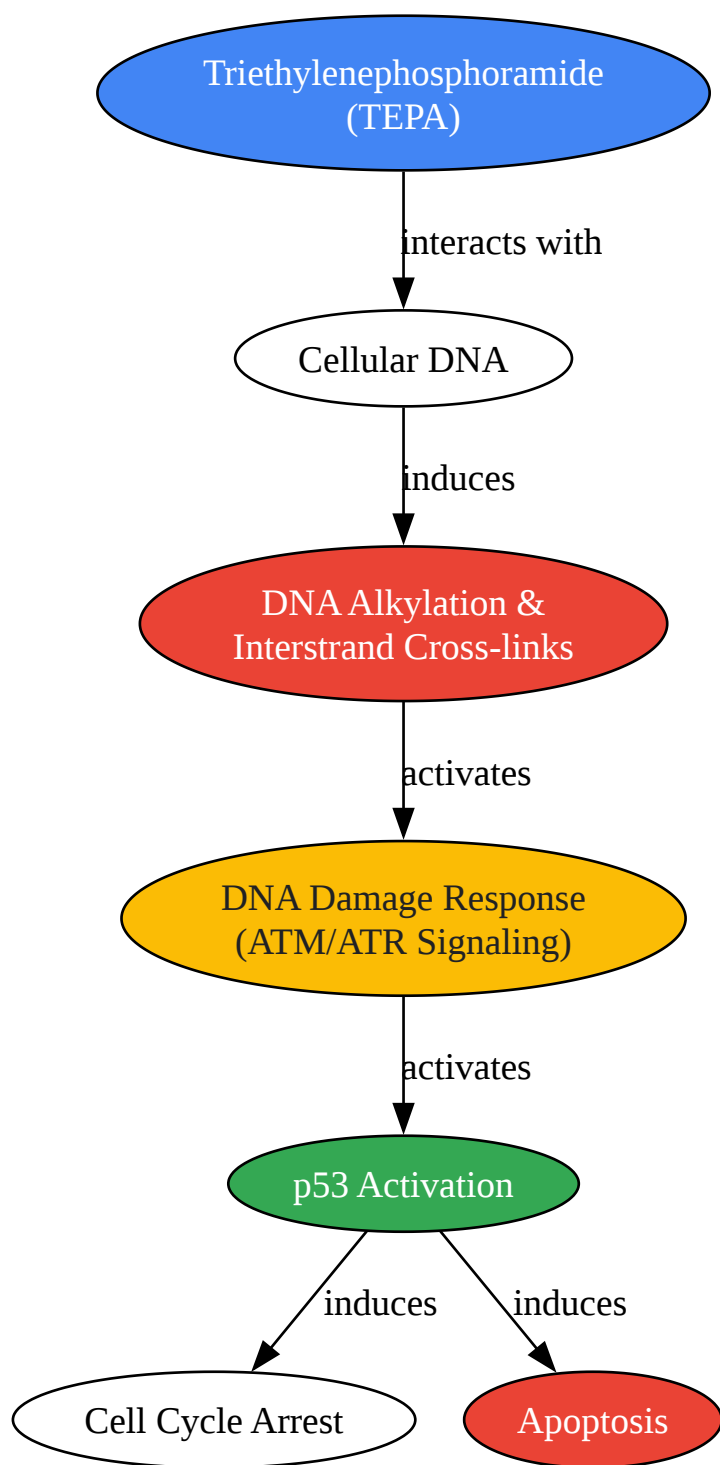 Triethylenephosphoramide
(TEPA)
interacts with
Cellular DNA
induces
DNA Alkylation &
Interstrand Cross-links
activates
DNA Damage Response
(ATM/ATR Signaling)
activates
p53 Activation
induces
induces
Cell Cycle Arrest
Apoptosis